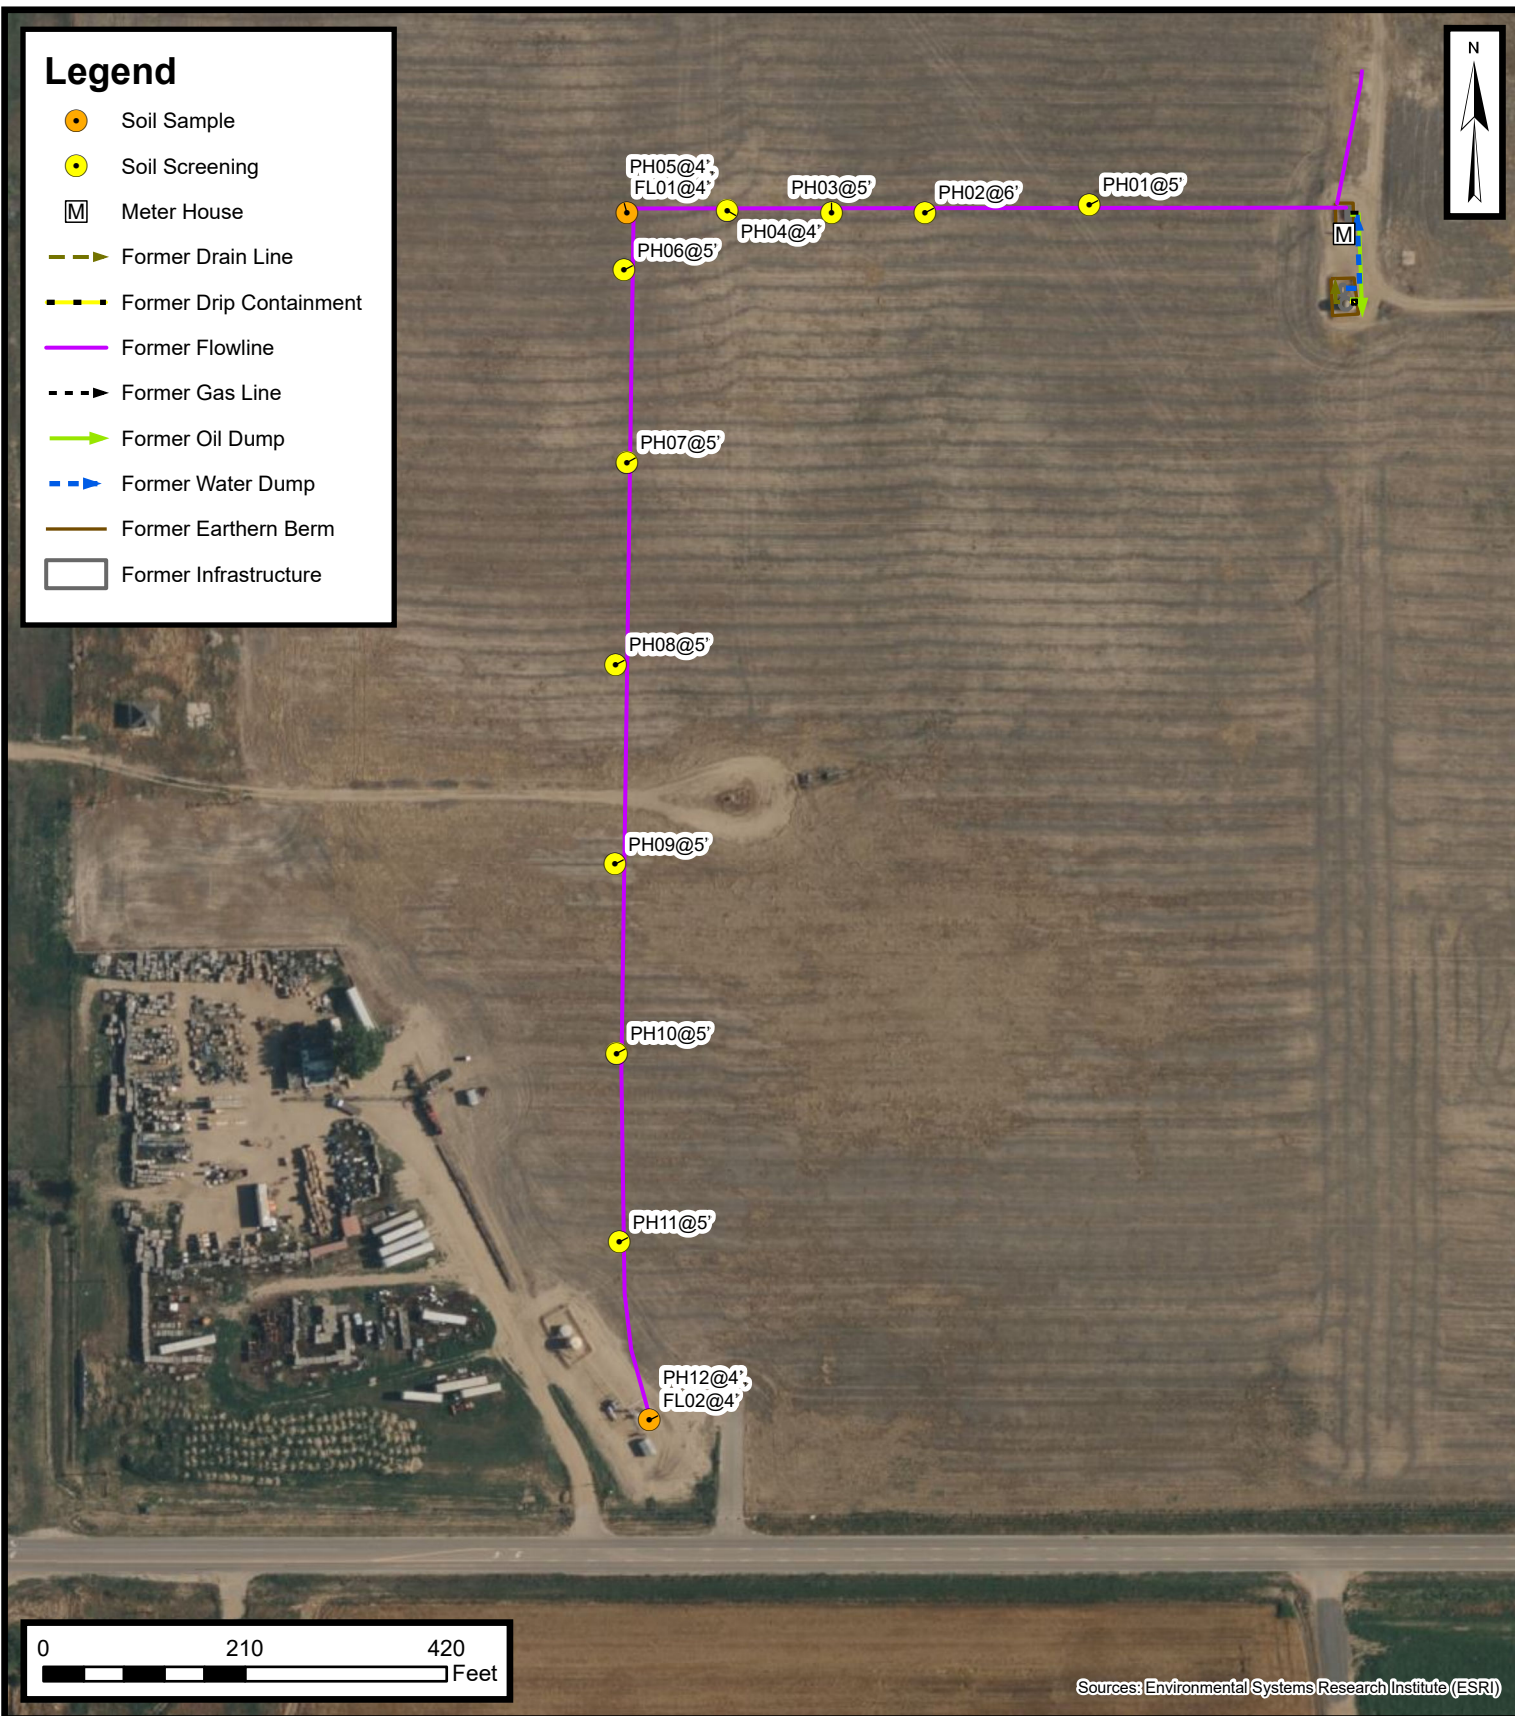 Legend
Soil Sample
Soil Screening
M Meter House
Former Drain Line
Former Drip Containment
Former Flowline
Former Gas Line
Former Oil Dump
Former Water Dump
Former Earthern Berm
Former Infrastructure
N
PH05@4',
FL01@4'
PH03@5'
PH02@6'
PH01@5'
PH04@4'
M
PH06@5'
PH07@5'
PH08@5'
PH09@5'
PH10@5'
PH11@5'
PH12@4',
FL02@4'
0 210 420
Feet
Sources: Environmental Systems Research Institute (ESRI)